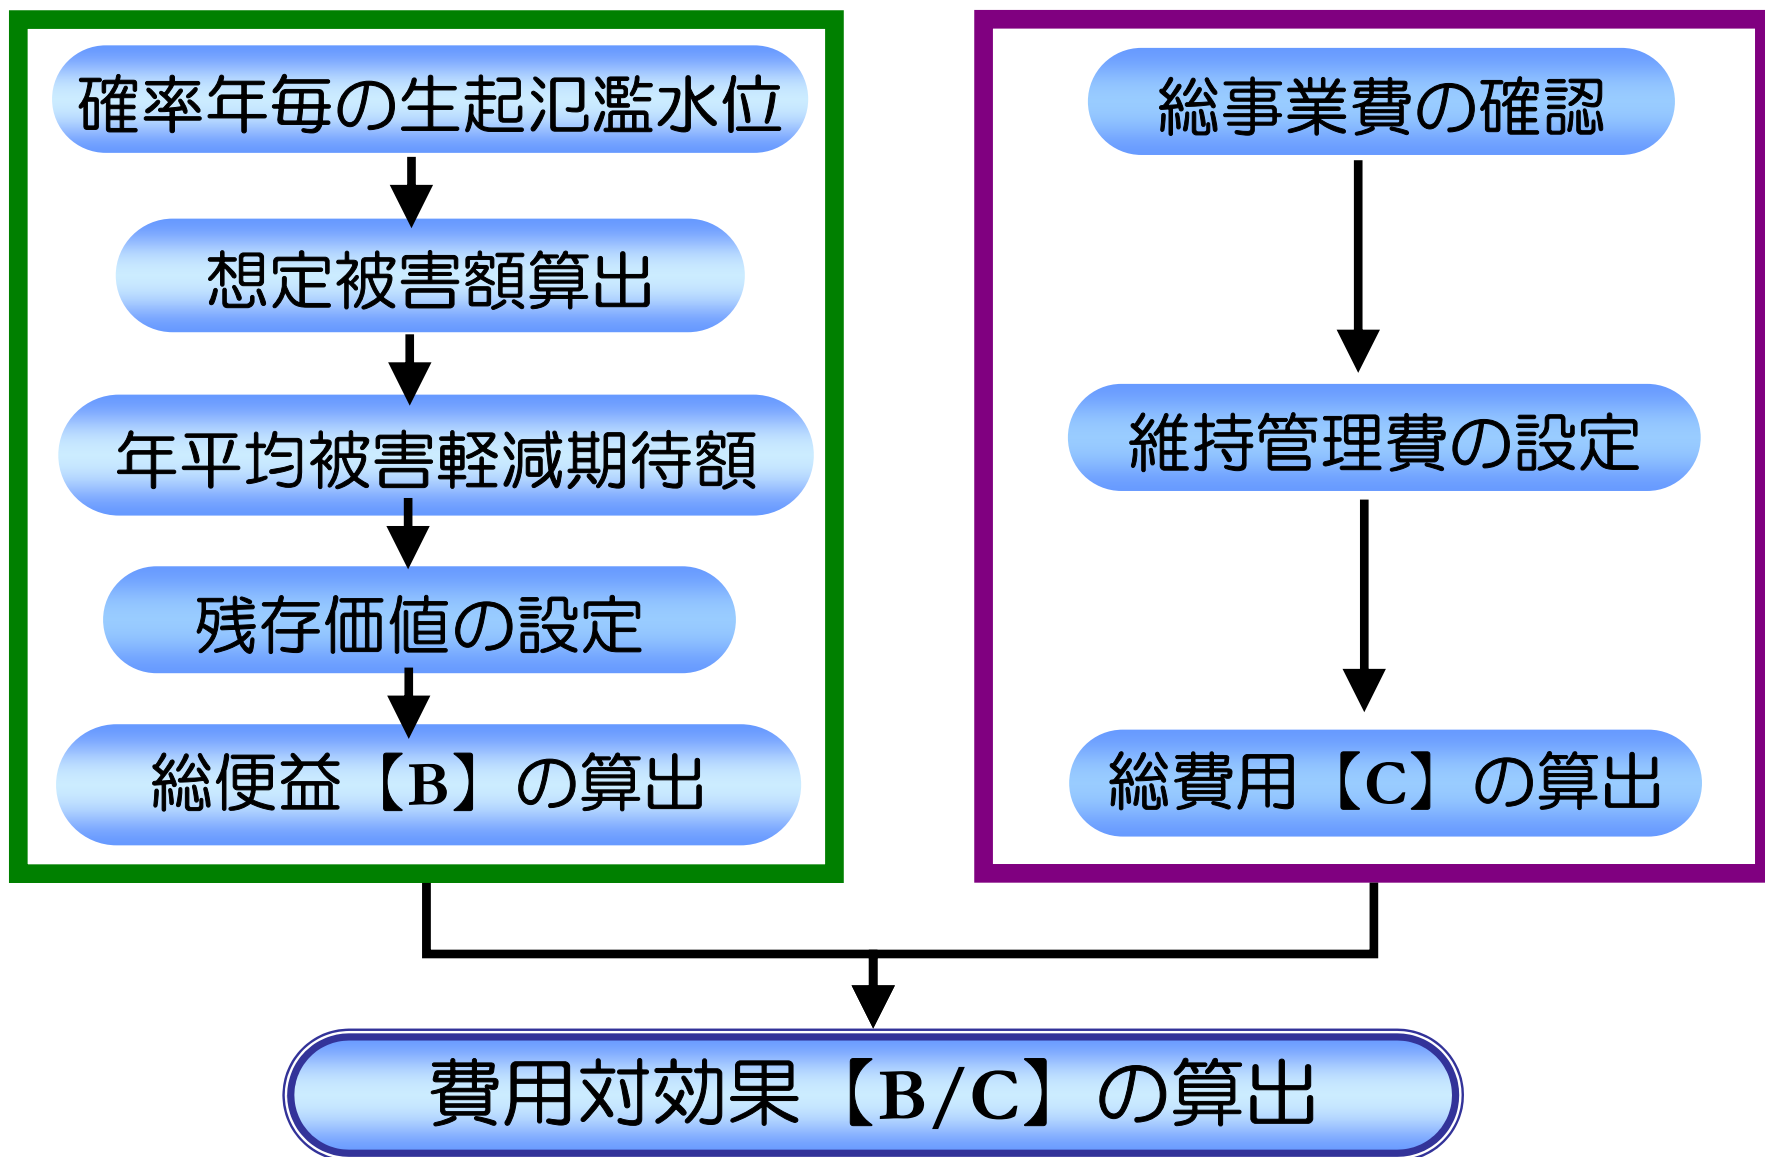 確率年毎の生起氾濫水位
想定被害額算出
年平均被害軽減期待額
残存価値の設定
総便益【B】の算出
総事業費の確認
維持管理費の設定
総費用【C】の算出
費用対効果【B/C】の算出